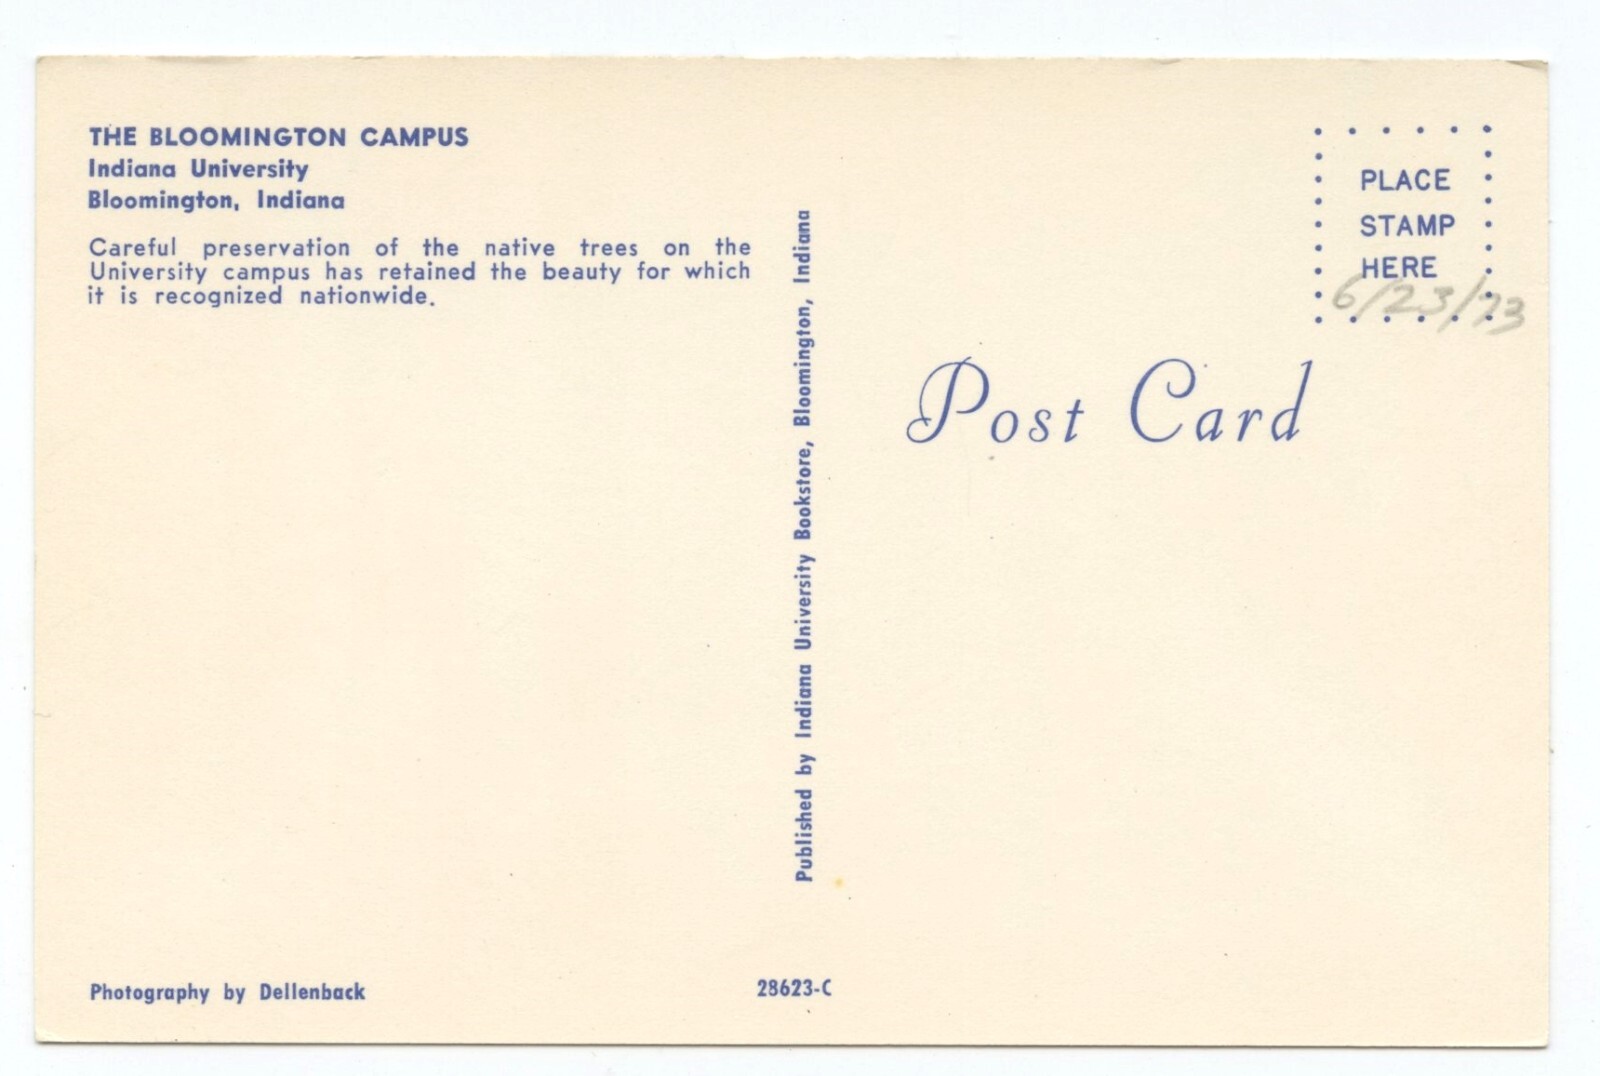 THE BLOOMINGTON CAMPUS
Indiana University
Bloomington, Indiana
Careful preservation of the native trees on the
University campus has retained the beauty for which
it is recognized nationwide.
Photography by Dellenback
Published by Indiana University Bookstore, Bloomington, Indiana
28623-C
PLACE
STAMP
HERE
6/23/73
Post Card